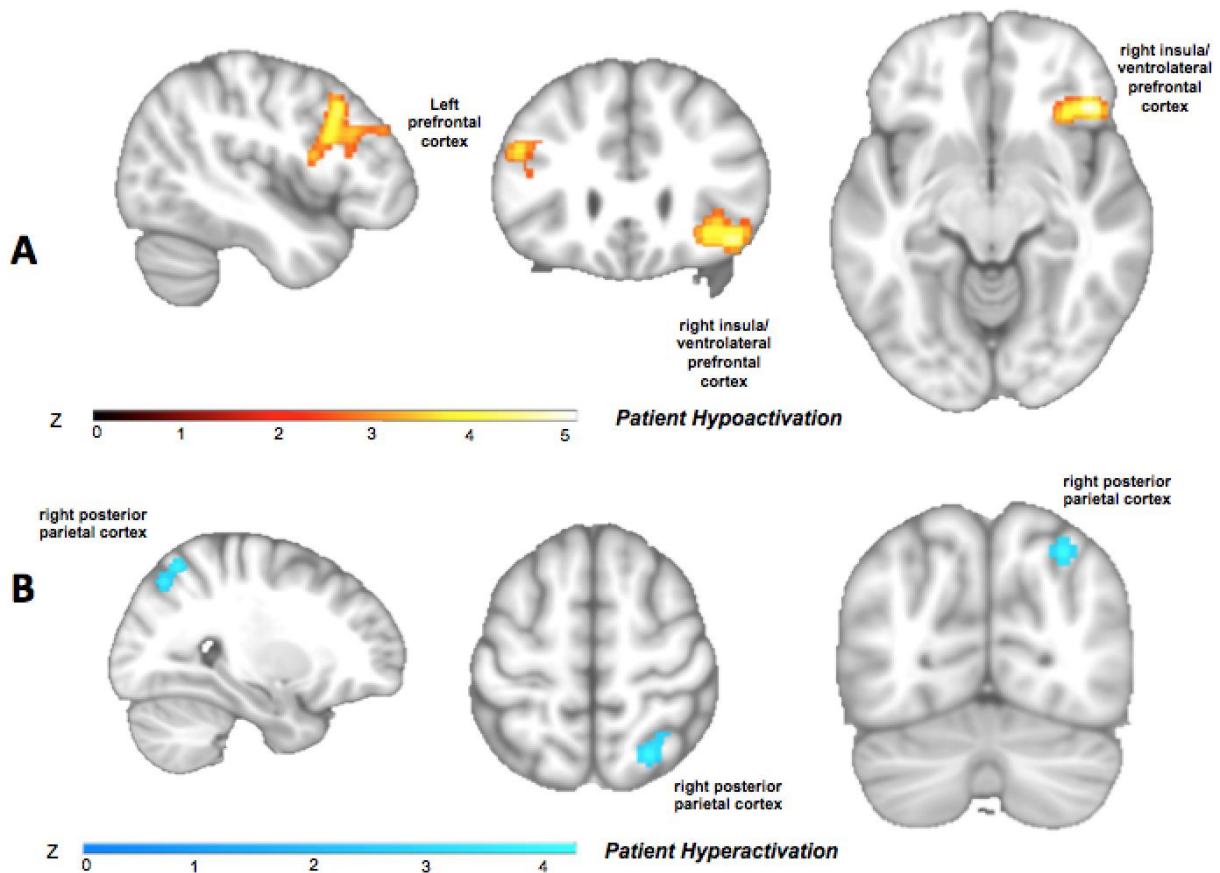 Left
prefrontal
cortex
right insula/
ventrolateral
prefrontal
cortex
A
right insula/
ventrolateral
prefrontal
cortex
Z
0 1 2 3 4 5
Patient Hypoactivation
right posterior
parietal cortex
right posterior
parietal cortex
B
right posterior
parietal cortex
Z
0 1 2 3 4
Patient Hyperactivation